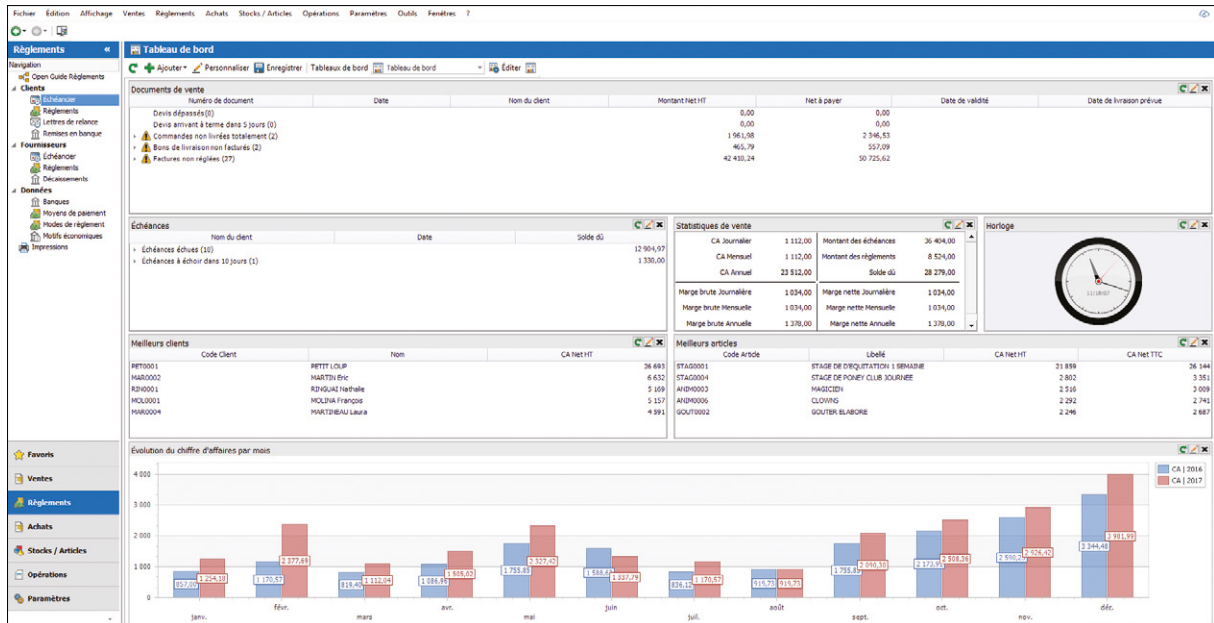 Fichier Édition Affichage Ventes Règlements Achats Stocks / Articles Opérations Paramètres Outils Fenêtres ?
Règlements «
Navigation
Open Guide Règlements
Clients
Echéancier
Règlements
Lettres de relance
Remises en banque
Fournisseurs
Échéancier
Règlements
Décaissements
Données
Banques
Moyens de paiement
Modes de règlement
Motifs économiques
Impressions
Favoris
Ventes
Règlements
Achats
Stocks / Articles
Opérations
Paramètres
Tableau de bord
Ajouter Personnaliser Enregistrer Tableaux de bord Tableau de bord Éditer
Documents de vente
Numéro de document Date Nom du client Montant Net HT Net à payer Date de validité Date de livraison prévue
Devis dépassés (0) 0,00 0,00
Devis arrivant à terme dans 5 jours (0) 0,00 0,00
Commandes non livrées totalement (2) 1 961,98 2 346,53
Bons de livraison non facturés (2) 465,79 557,09
Factures non réglées (27) 42 410,24 50 725,62
Échéances
Nom du client Date Solde dû
Échéances échues (10) 12 904,97
Échéances à échoir dans 10 jours (1) 1 330,00
Statistiques de vente
CA Journalier 1 112,00 Montant des échéances 36 404,00
CA Mensuel 1 112,00 Montant des règlements 8 524,00
CA Annuel 23 512,00 Solde dû 28 279,00
Marge brute Journalière 1 034,00 Marge nette Journalière 1 034,00
Marge brute Mensuelle 1 034,00 Marge nette Mensuelle 1 034,00
Marge brute Annuelle 1 378,00 Marge nette Annuelle 1 378,00
Horloge
Meilleurs clients
Code Client Nom CA Net HT
PET0001 PETIT LOUP 26 693
MAR0002 MARTIN Eric 6 632
RIN0001 RINGUAI Nathalie 5 169
MOL0001 MOLINA François 5 157
MAR0004 MARTINEAU Laura 4 591
Meilleurs articles
Code Article Libellé CA Net HT CA Net TTC
STAG0001 STAGE DE D'EQUITATION 1 SEMAINE 21 859 26 144
STAG0004 STAGE DE PONEY CLUB JOURNEE 2 802 3 351
ANIM0003 MAGICIEN 2 516 3 009
ANIM0006 CLOWNS 2 292 2 741
GOUT0002 GOUTER ELABORE 2 246 2 687
Évolution du chiffre d'affaires par mois
CA | 2016
CA | 2017
4 000
3 000
2 000
1 000
0
857,00 1 254,18 1 170,57 2 377,69 819,40 1 112,04 1 086,95 1 505,02 1 755,85 2 327,42 1 588,6 1 337,79 836,12 1 170,57 919,73 919,73 1 755,8 2 090,30 2 173,9 2 508,36 2 590,2 2 926,42 3 344,48 3 981,99
janv. févr. mars avr. mai juin juil. août sept. oct. nov. déc.